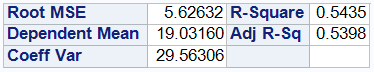 Root MSE 5.62632 R-Square 0.5435
Dependent Mean 19.03160 Adj R-Sq 0.5398
Coeff Var 29.56306